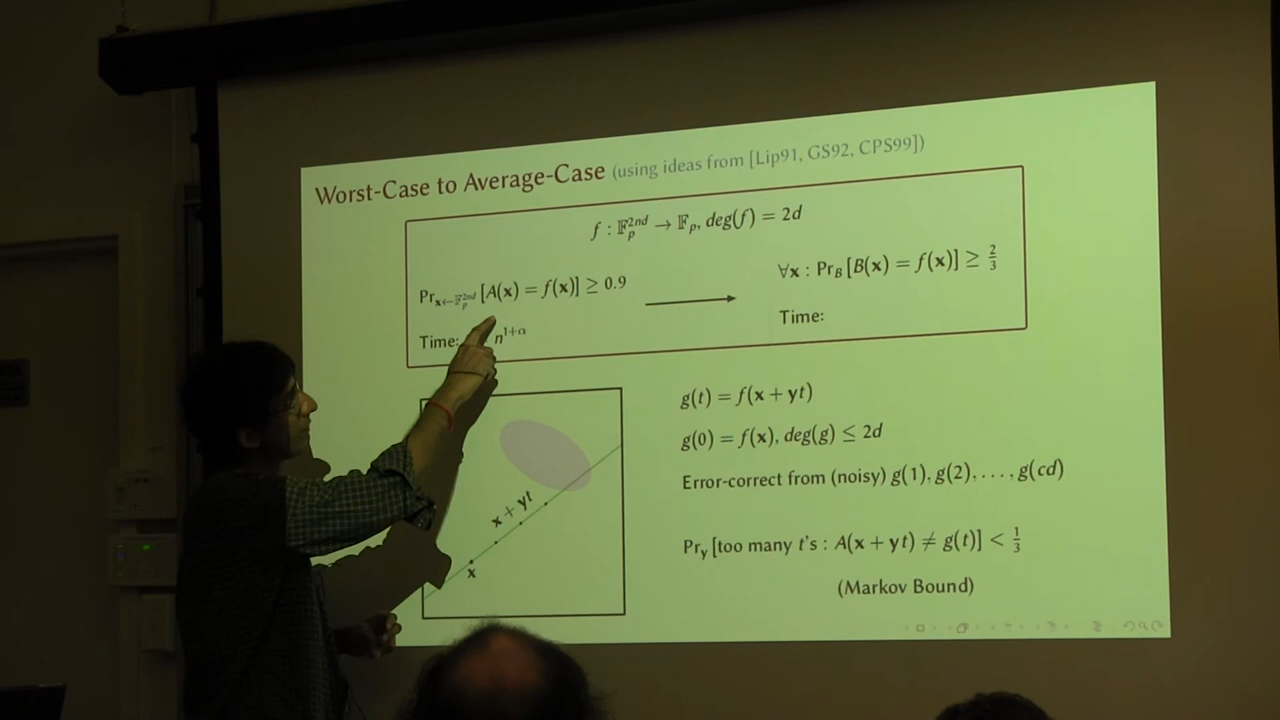 Worst-Case to Average-Case (using ideas from [Lip91, GS92, CPS99])
f : 𝔽_p^{2nd} → 𝔽_p, deg(f) = 2d
Pr_{x←𝔽_p^{2nd}} [A(x) = f(x)] ≥ 0.9
∀x : Pr_B [B(x) = f(x)] ≥ 2/3
Time: n^{1+α}
Time:
g(t) = f(x + yt)
g(0) = f(x), deg(g) ≤ 2d
Error-correct from (noisy) g(1), g(2), . . . , g(cd)
x + yt
x
Pr_y [too many t's : A(x + yt) ≠ g(t)] < 1/3
(Markov Bound)